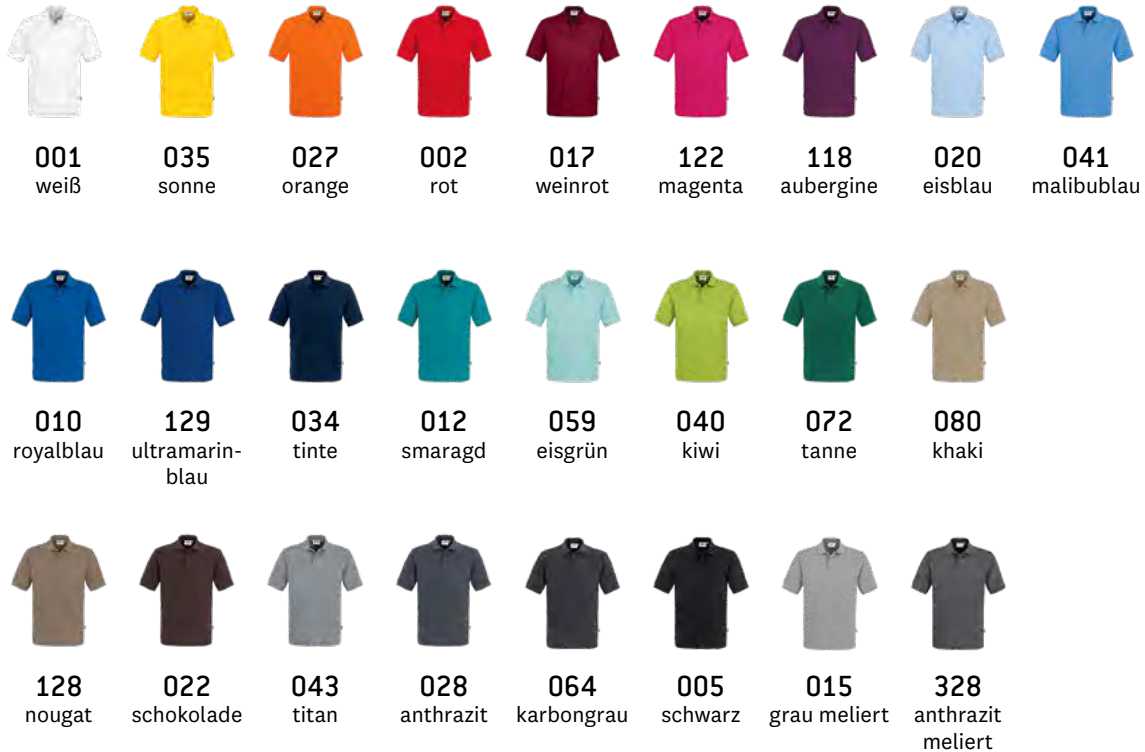 001 035 027 002 017 122 118 020 041
weiß sonne orange rot weinrot magenta aubergine eisblau malibublau
010 129 034 012 059 040 072 080
royalblau ultramarin- tinte smaragd eisgrün kiwi tanne khaki
blau
128 022 043 028 064 005 015 328
nougat schokolade titan anthrazit karbongrau schwarz grau meliert anthrazit
meliert